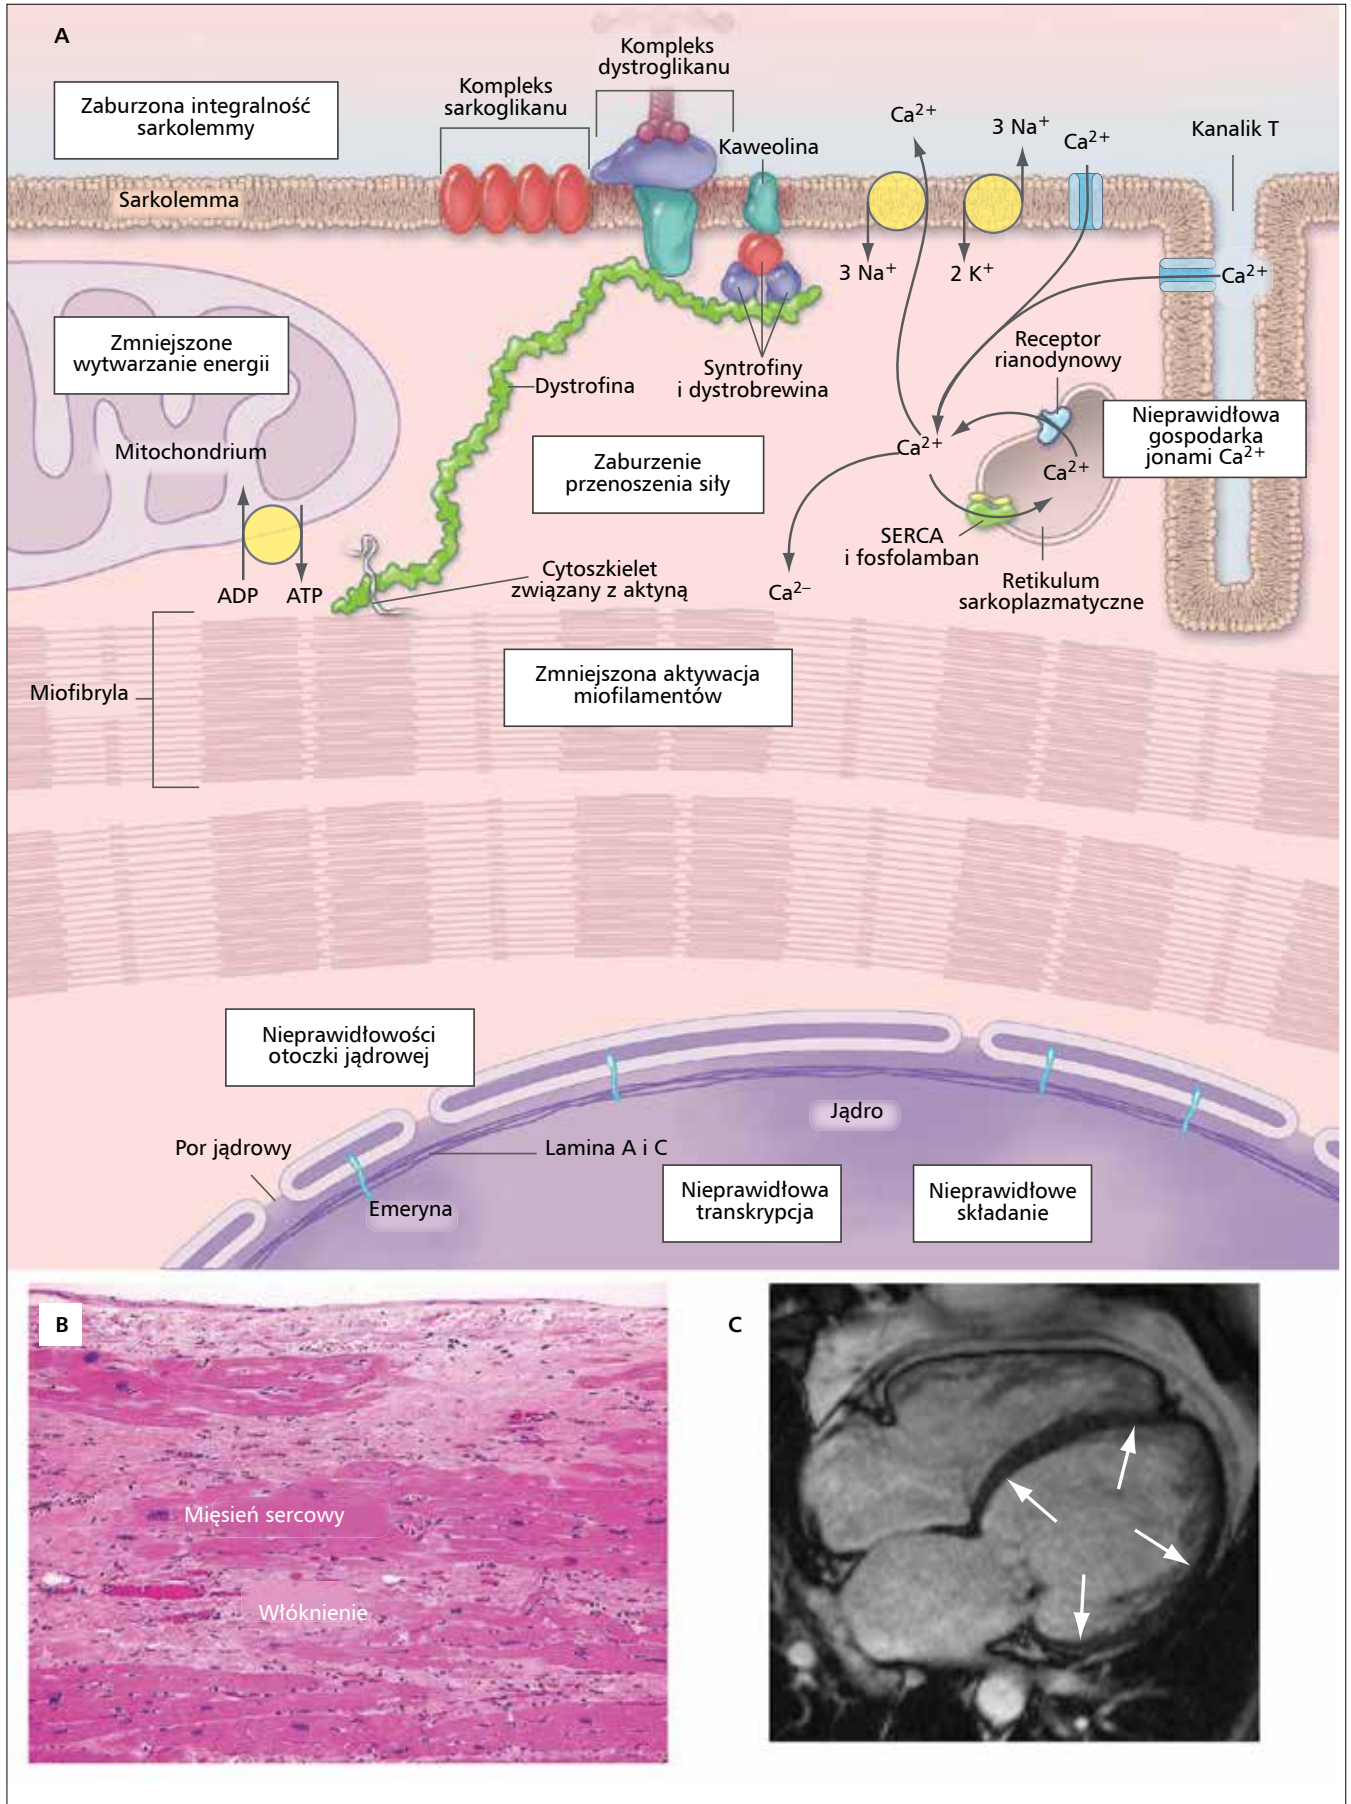 A
Kompleks
dystroglikanu
Kompleks
sarkoglikanu
Zaburzona integralność
sarkolemmy
Kaweolina
Ca2+
3 Na+
Ca2+
Kanalik T
Sarkolemma
3 Na+
2 K+
Ca2+
Zmniejszone
wytwarzanie energii
Dystrofina
Syntrofiny
i dystrobrewina
Receptor
rianodynowy
Nieprawidłowa
gospodarka
jonami Ca2+
Mitochondrium
Zaburzenie
przenoszenia siły
Ca2+
Ca2+
SERCA
i fosfolamban
Cytoszkielet
związany z aktyną
ADP
ATP
Ca2–
Retikulum
sarkoplazmatyczne
Miofibryla
Zmniejszona aktywacja
miofilamentów
Nieprawidłowości
otoczki jądrowej
Jądro
Por jądrowy
Lamina A i C
Emeryna
Nieprawidłowa
transkrypcja
Nieprawidłowe
składanie
B
Mięsień sercowy
Włóknienie
C